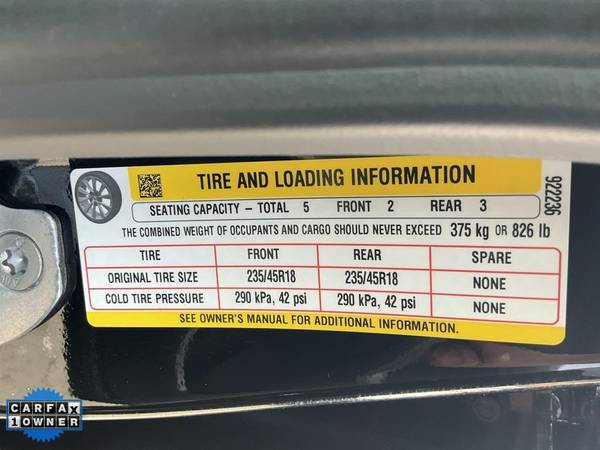 TIRE AND LOADING INFORMATION
922236
SEATING CAPACITY – TOTAL 5 FRONT 2 REAR 3
THE COMBINED WEIGHT OF OCCUPANTS AND CARGO SHOULD NEVER EXCEED 375 kg OR 826 lb
TIRE FRONT REAR SPARE
ORIGINAL TIRE SIZE 235/45R18 235/45R18 NONE
COLD TIRE PRESSURE 290 kPa, 42 psi 290 kPa, 42 psi NONE
SEE OWNER'S MANUAL FOR ADDITIONAL INFORMATION.
CARFAX
1 OWNER